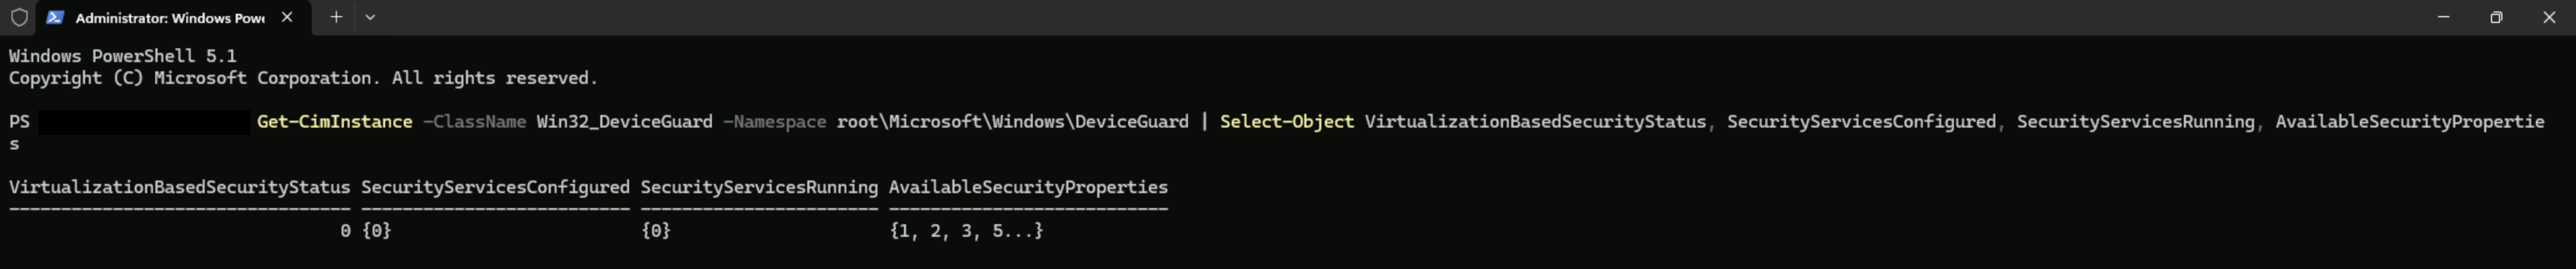 Administrator: Windows Powe
Windows PowerShell 5.1
Copyright (C) Microsoft Corporation. All rights reserved.
PS Get-CimInstance -ClassName Win32_DeviceGuard -Namespace root\Microsoft\Windows\DeviceGuard | Select-Object VirtualizationBasedSecurityStatus, SecurityServicesConfigured, SecurityServicesRunning, AvailableSecurityPropertie
s
VirtualizationBasedSecurityStatus SecurityServicesConfigured SecurityServicesRunning AvailableSecurityProperties
--------------------------------- -------------------------- ----------------------- ---------------------------
0 {0} {0} {1, 2, 3, 5...}